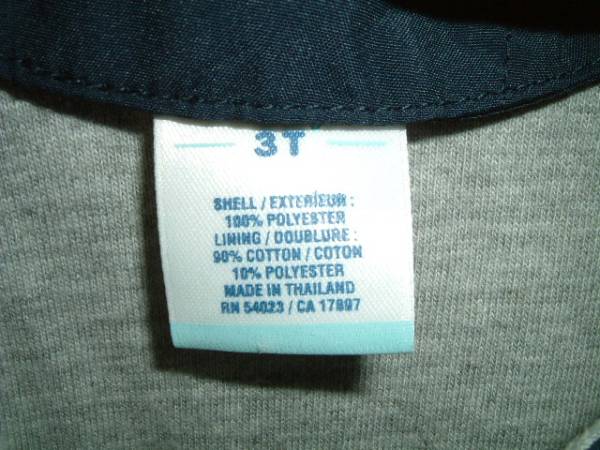 3T
SHELL / EXTERIEUR :
100% POLYESTER
LINING / DOUBLURE :
90% COTTON / COTON
10% POLYESTER
MADE IN THAILAND
RN 54023 / CA 17897